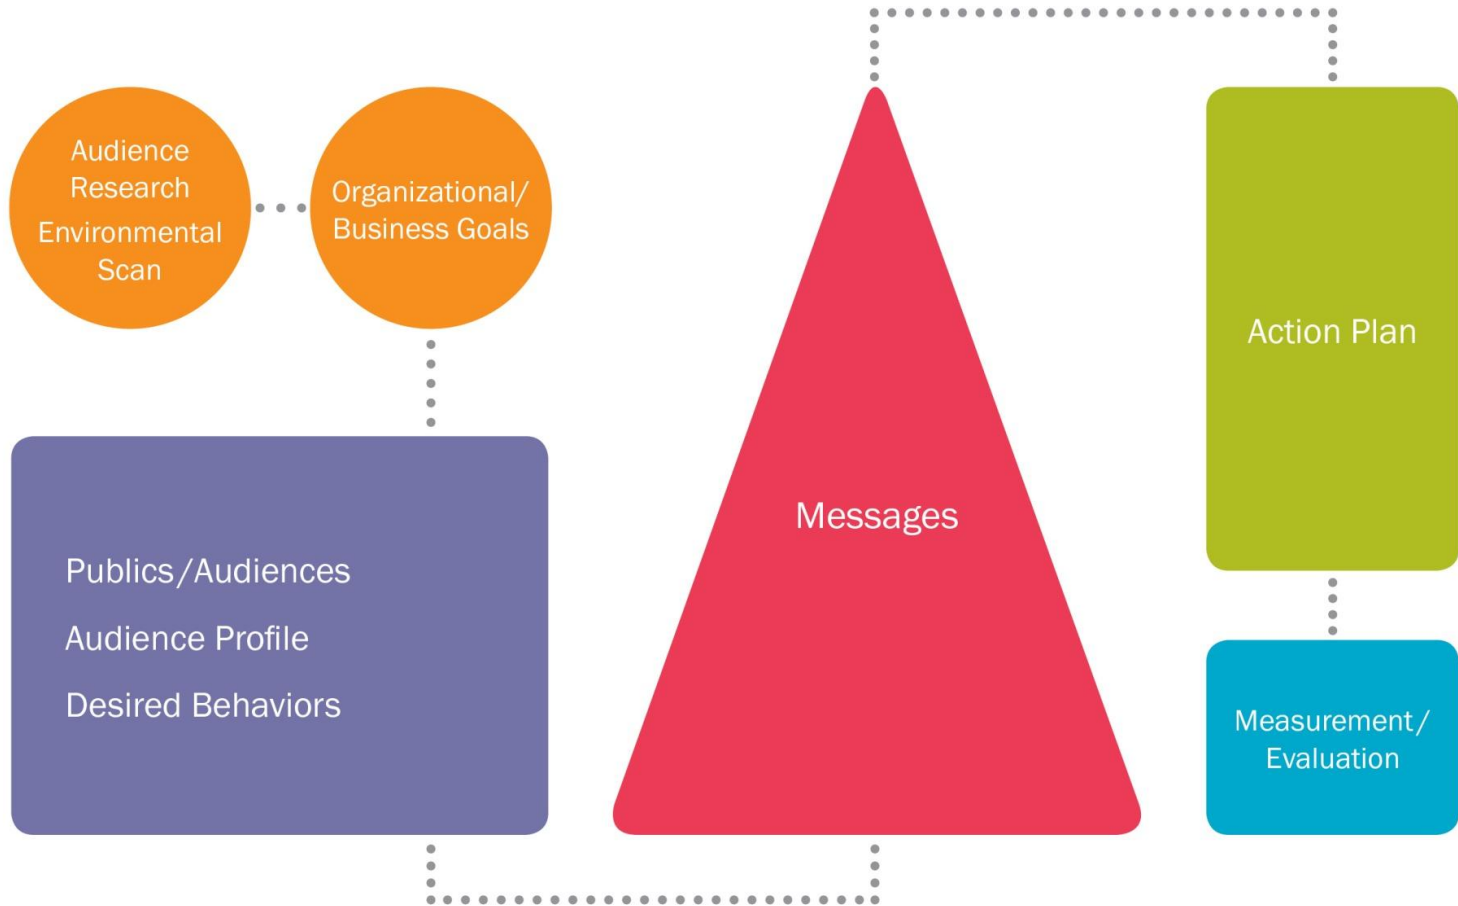 Audience
Research
Environmental
Scan
Organizational/
Business Goals
Publics/Audiences
Audience Profile
Desired Behaviors
Messages
Action Plan
Measurement/
Evaluation